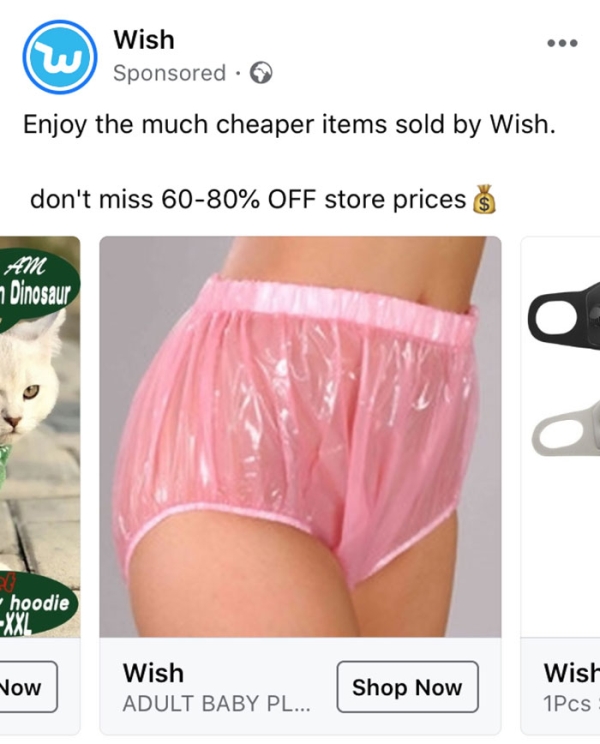 Wish
Sponsored ·
Enjoy the much cheaper items sold by Wish.
don't miss 60-80% OFF store prices
AM
Dinosaur
hoodie
-XXL
Now
Wish
ADULT BABY PL...
Shop Now
Wish
1Pcs